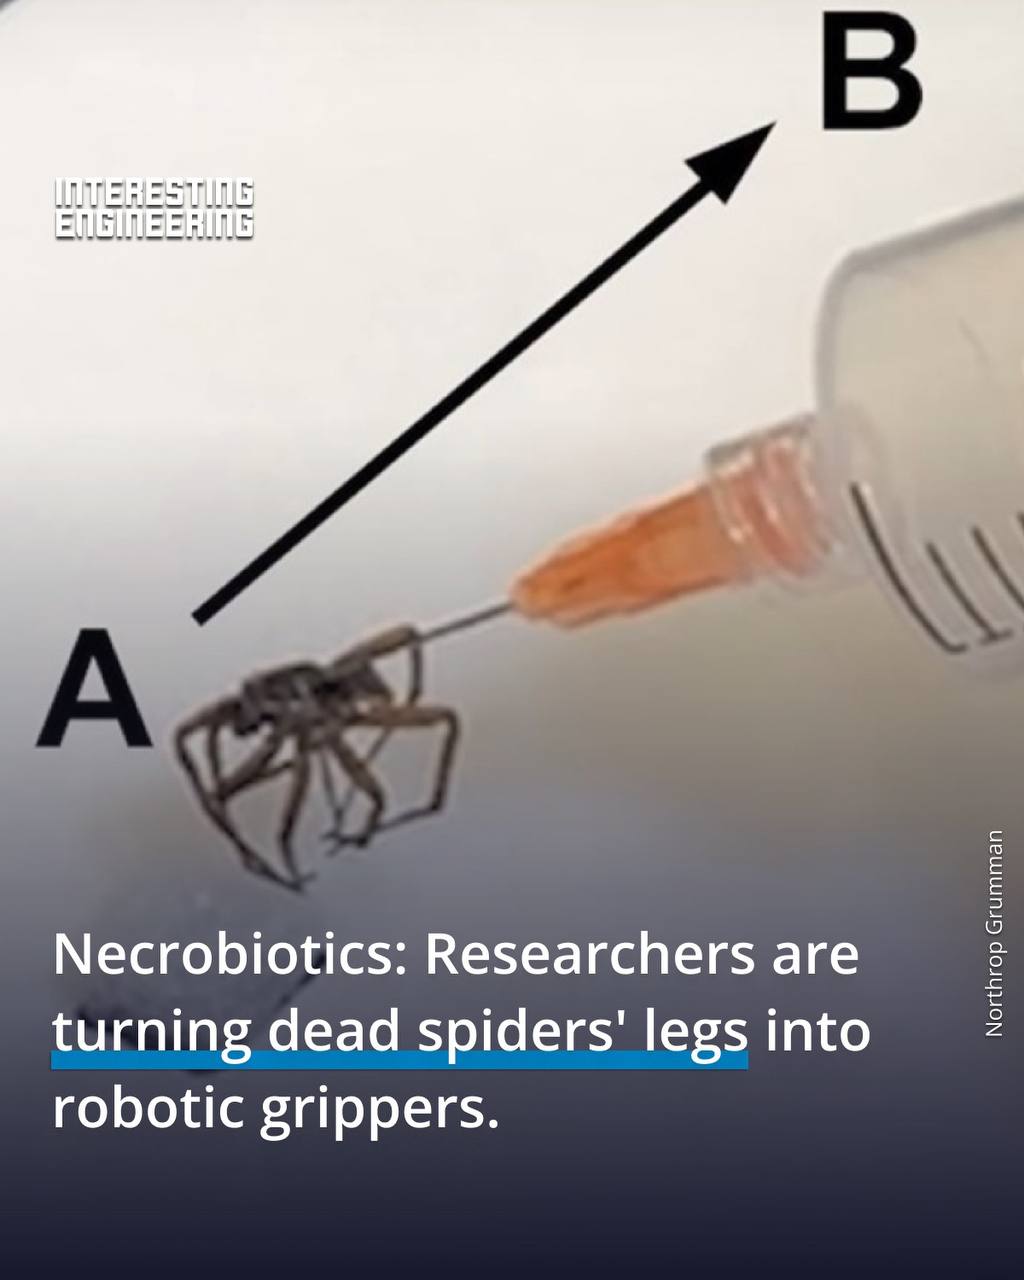 B
INTERESTING
ENGINEERING
A
Northrop Grumman
Necrobiotics: Researchers are
turning dead spiders' legs into
robotic grippers.